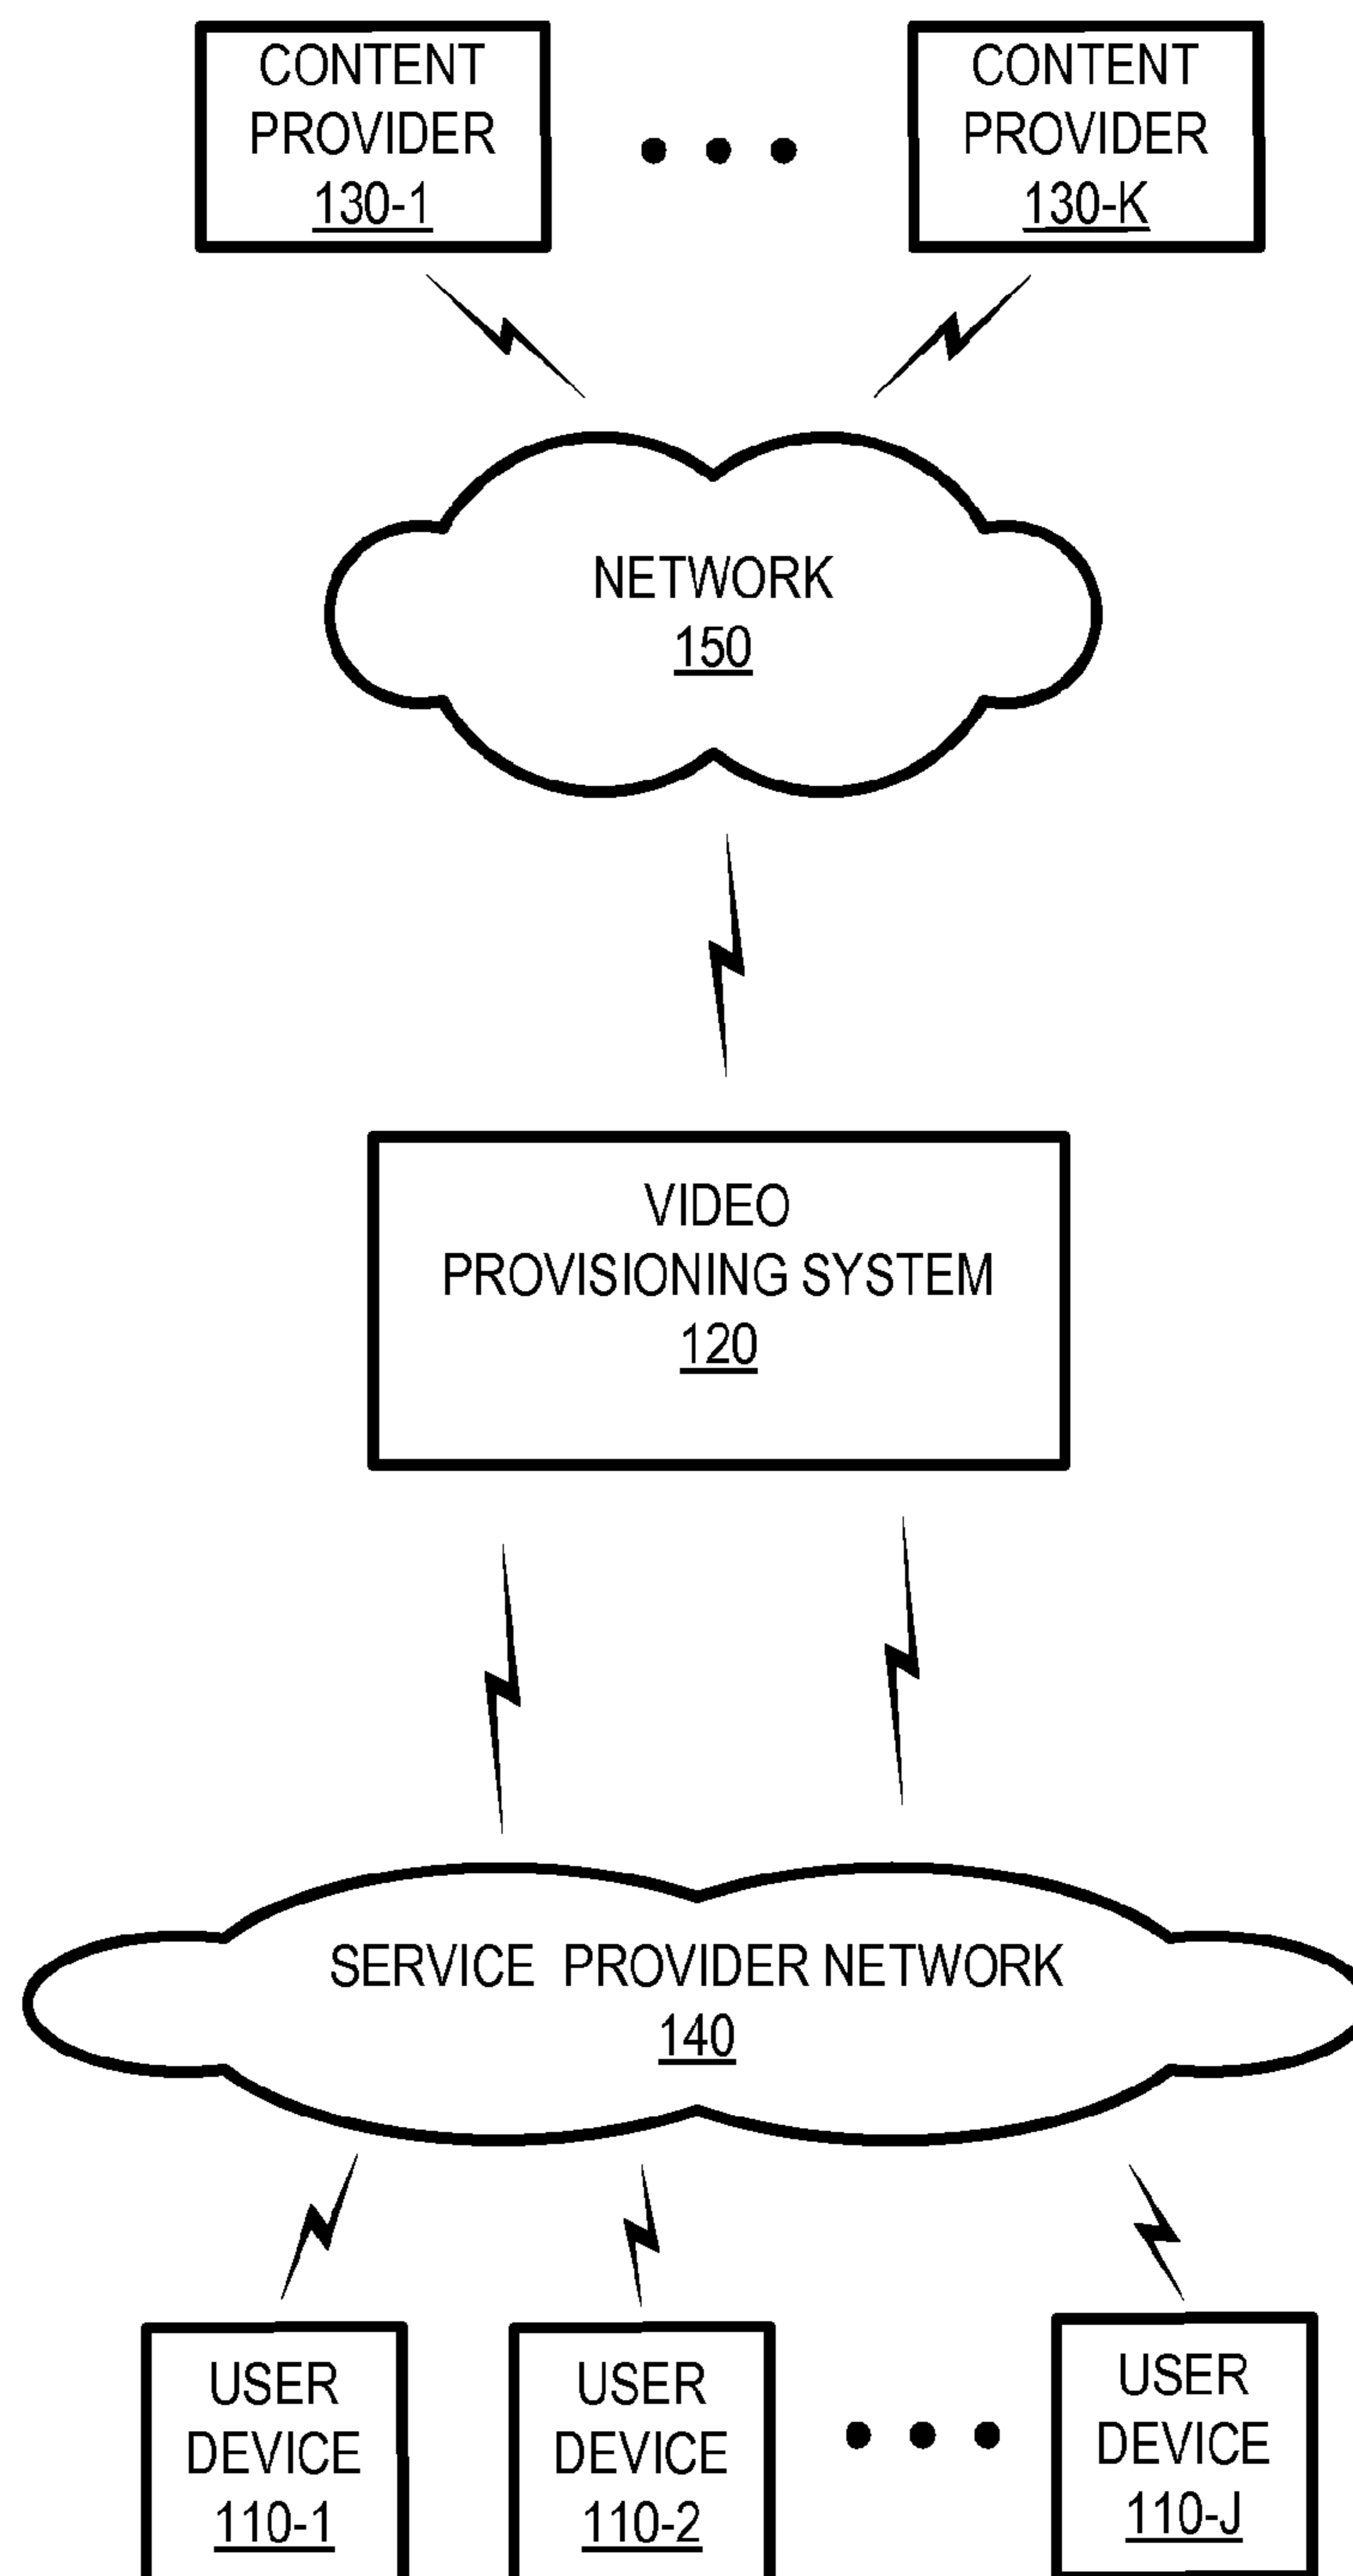 CONTENT
PROVIDER
130-1
CONTENT
PROVIDER
130-K
NETWORK
150
VIDEO
PROVISIONING SYSTEM
120
SERVICE PROVIDER NETWORK
140
USER
DEVICE
110-1
USER
DEVICE
110-2
USER
DEVICE
110-J